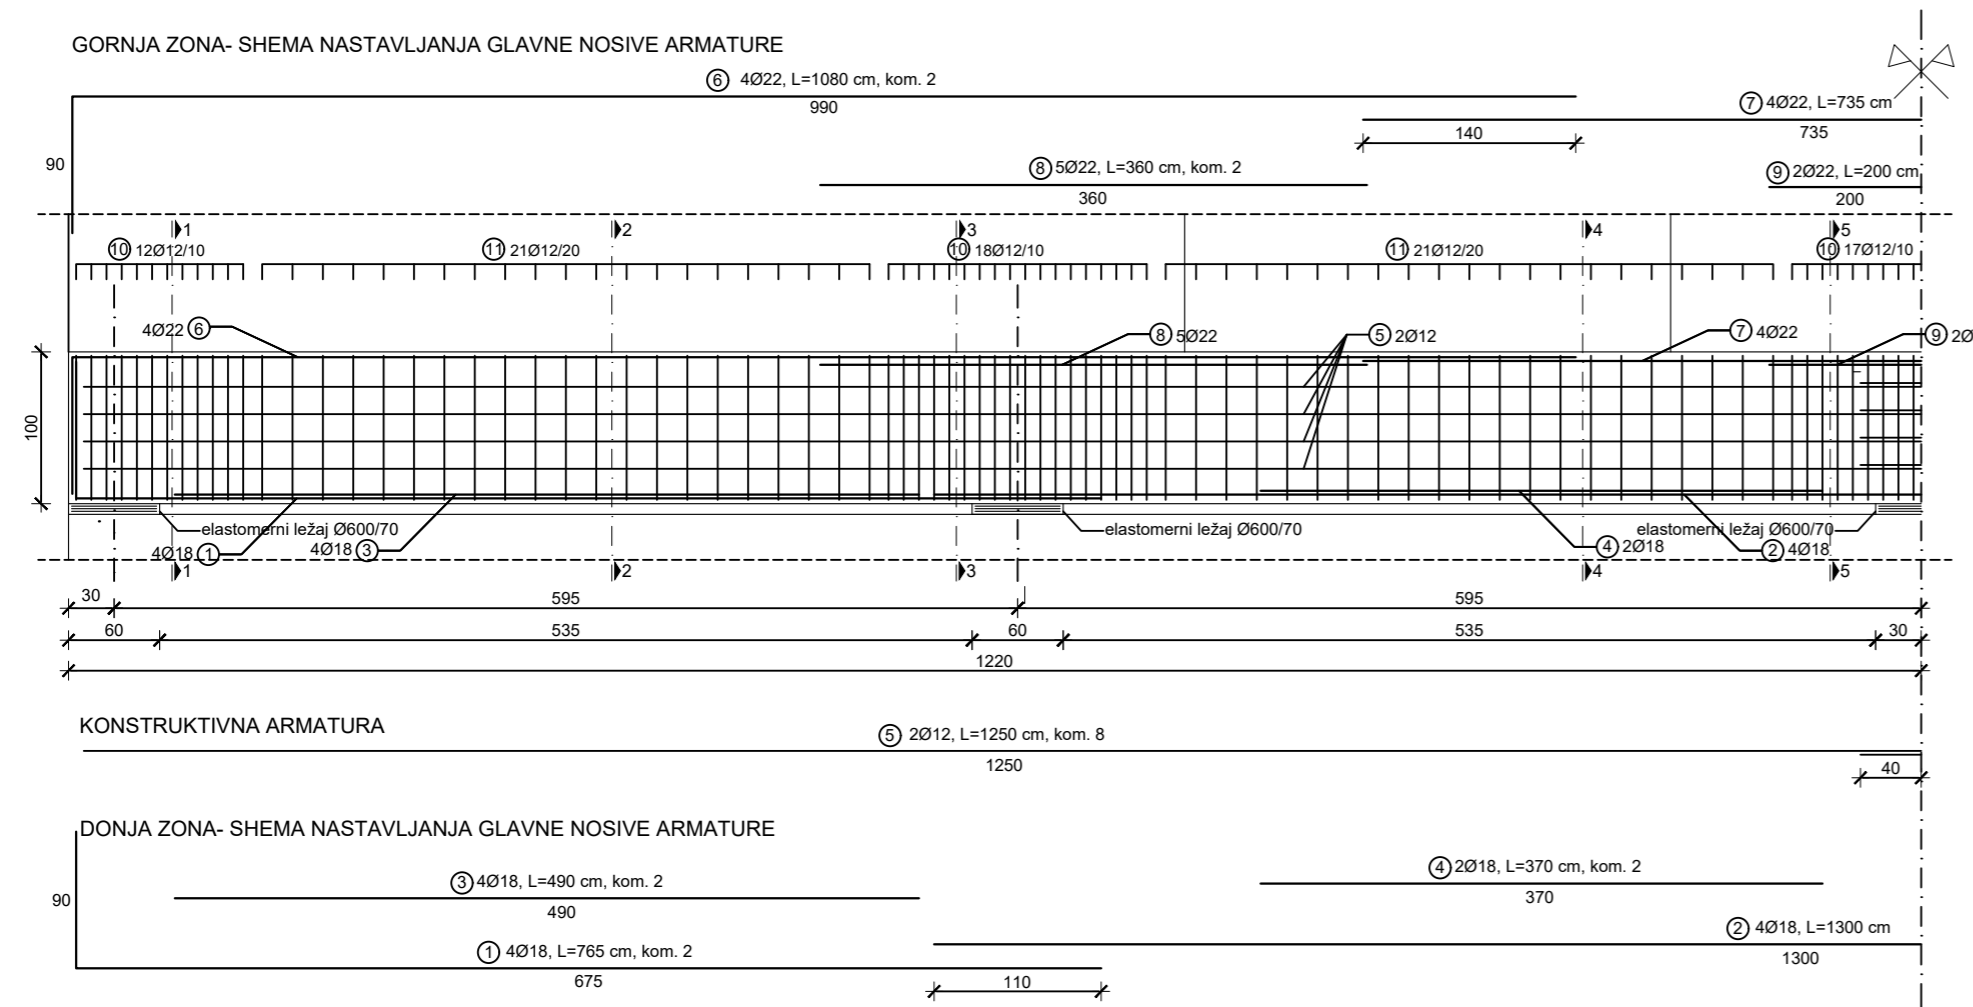 GORNJA ZONA- SHEMA NASTAVLJANJA GLAVNE NOSIVE ARMATURE
6 4Ø22, L=1080 cm, kom. 2
990
7 4Ø22, L=735 cm
140
735
90
8 5Ø22, L=360 cm, kom. 2
360
9 2Ø22, L=200 cm
200
1 2 3 4 5
10 12Ø12/10
11 21Ø12/20
10 18Ø12/10
11 21Ø12/20
10 17Ø12/10
4Ø22 6
8 5Ø22
5 2Ø12
7 4Ø22
9 2Ø
100
elastomerni ležaj Ø600/70
elastomerni ležaj Ø600/70
elastomerni ležaj Ø600/70
4Ø18 1
4Ø18 3
4 2Ø18
2 4Ø18
1 2 3 4 5
30 595 595
60 535 60 535 30
1220
KONSTRUKTIVNA ARMATURA
5 2Ø12, L=1250 cm, kom. 8
1250
40
DONJA ZONA- SHEMA NASTAVLJANJA GLAVNE NOSIVE ARMATURE
90
3 4Ø18, L=490 cm, kom. 2
490
4 2Ø18, L=370 cm, kom. 2
370
1 4Ø18, L=765 cm, kom. 2
675
2 4Ø18, L=1300 cm
1300
110